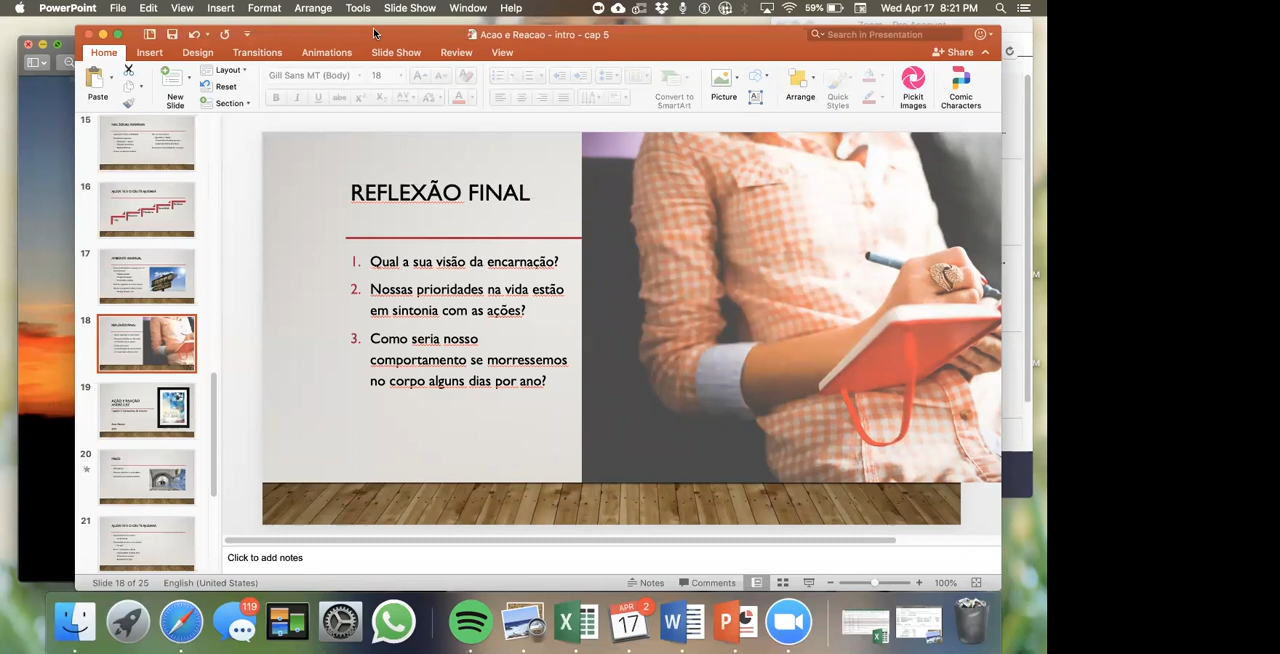 PowerPoint File Edit View Insert Format Arrange Tools Slide Show Window Help 59% Wed Apr 17 8:21 PM
Acao e Reacao - intro - cap 5
Search in Presentation
Home Insert Design Transitions Animations Slide Show Review View Share
Paste
New Slide
Layout
Reset
Section
Gill Sans MT (Body) 18
Convert to SmartArt
Picture
Arrange
Quick Styles
Pickit Images
Comic Characters
15
16
17
18
19
20
21
REFLEXÃO FINAL
1. Qual a sua visão da encarnação?
2. Nossas prioridades na vida estão
em sintonia com as ações?
3. Como seria nosso
comportamento se morressemos
no corpo alguns dias por ano?
Click to add notes
Slide 18 of 25 English (United States) Notes Comments 100%
119
APR 2
17